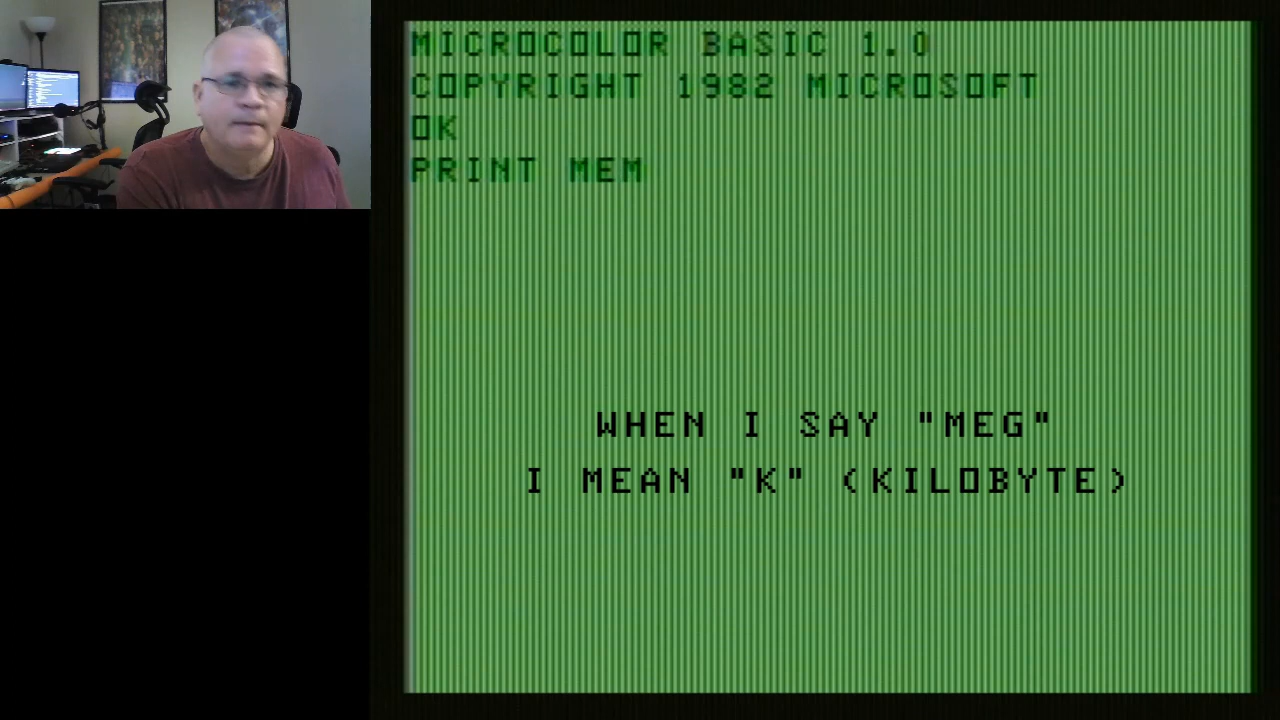 MICROCOLOR BASIC 1.0
COPYRIGHT 1982 MICROSOFT
OK
PRINT MEM
WHEN I SAY "MEG"
I MEAN "K" (KILOBYTE)